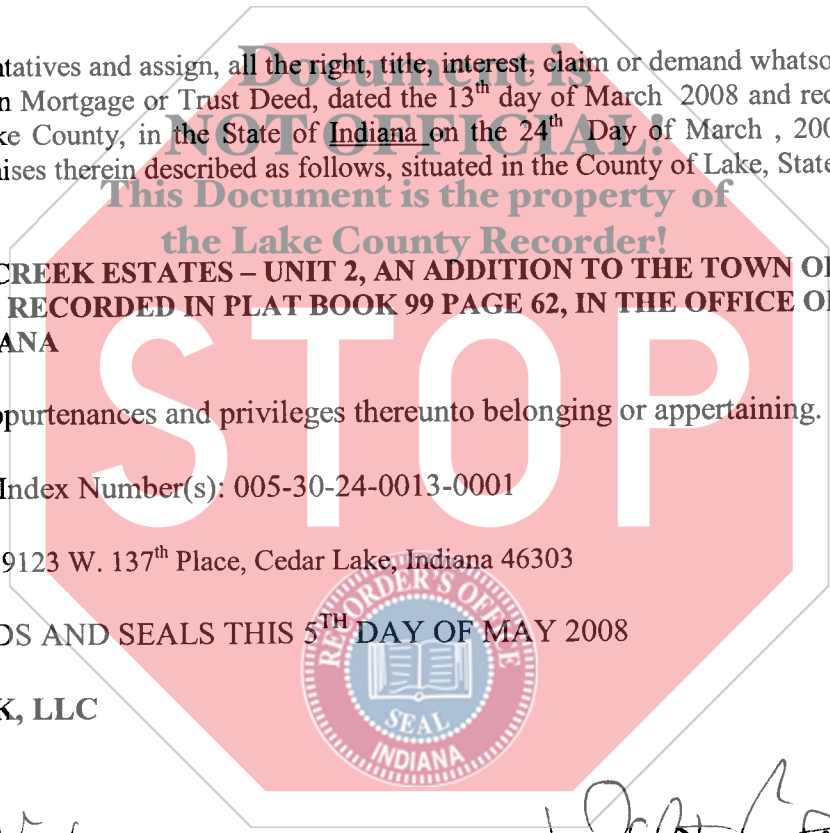 Document is
ntatives and assign, all the right, title, interest, claim or demand whatso
n Mortgage or Trust Deed, dated the 13th day of March 2008 and rec
NOT OFFICIAL!
ke County, in the State of Indiana on the 24th Day of March , 200
ises therein described as follows, situated in the County of Lake, State
This Document is the property of
the Lake County Recorder!
CREEK ESTATES – UNIT 2, AN ADDITION TO THE TOWN OF
RECORDED IN PLAT BOOK 99 PAGE 62, IN THE OFFICE OF
ANA
STOP
ppurtenances and privileges thereunto belonging or appertaining.
Index Number(s): 005-30-24-0013-0001
9123 W. 137th Place, Cedar Lake, Indiana 46303
RECORDER'S OFFICE
DS AND SEALS THIS 5TH DAY OF MAY 2008
K, LLC
SEAL
INDIANA